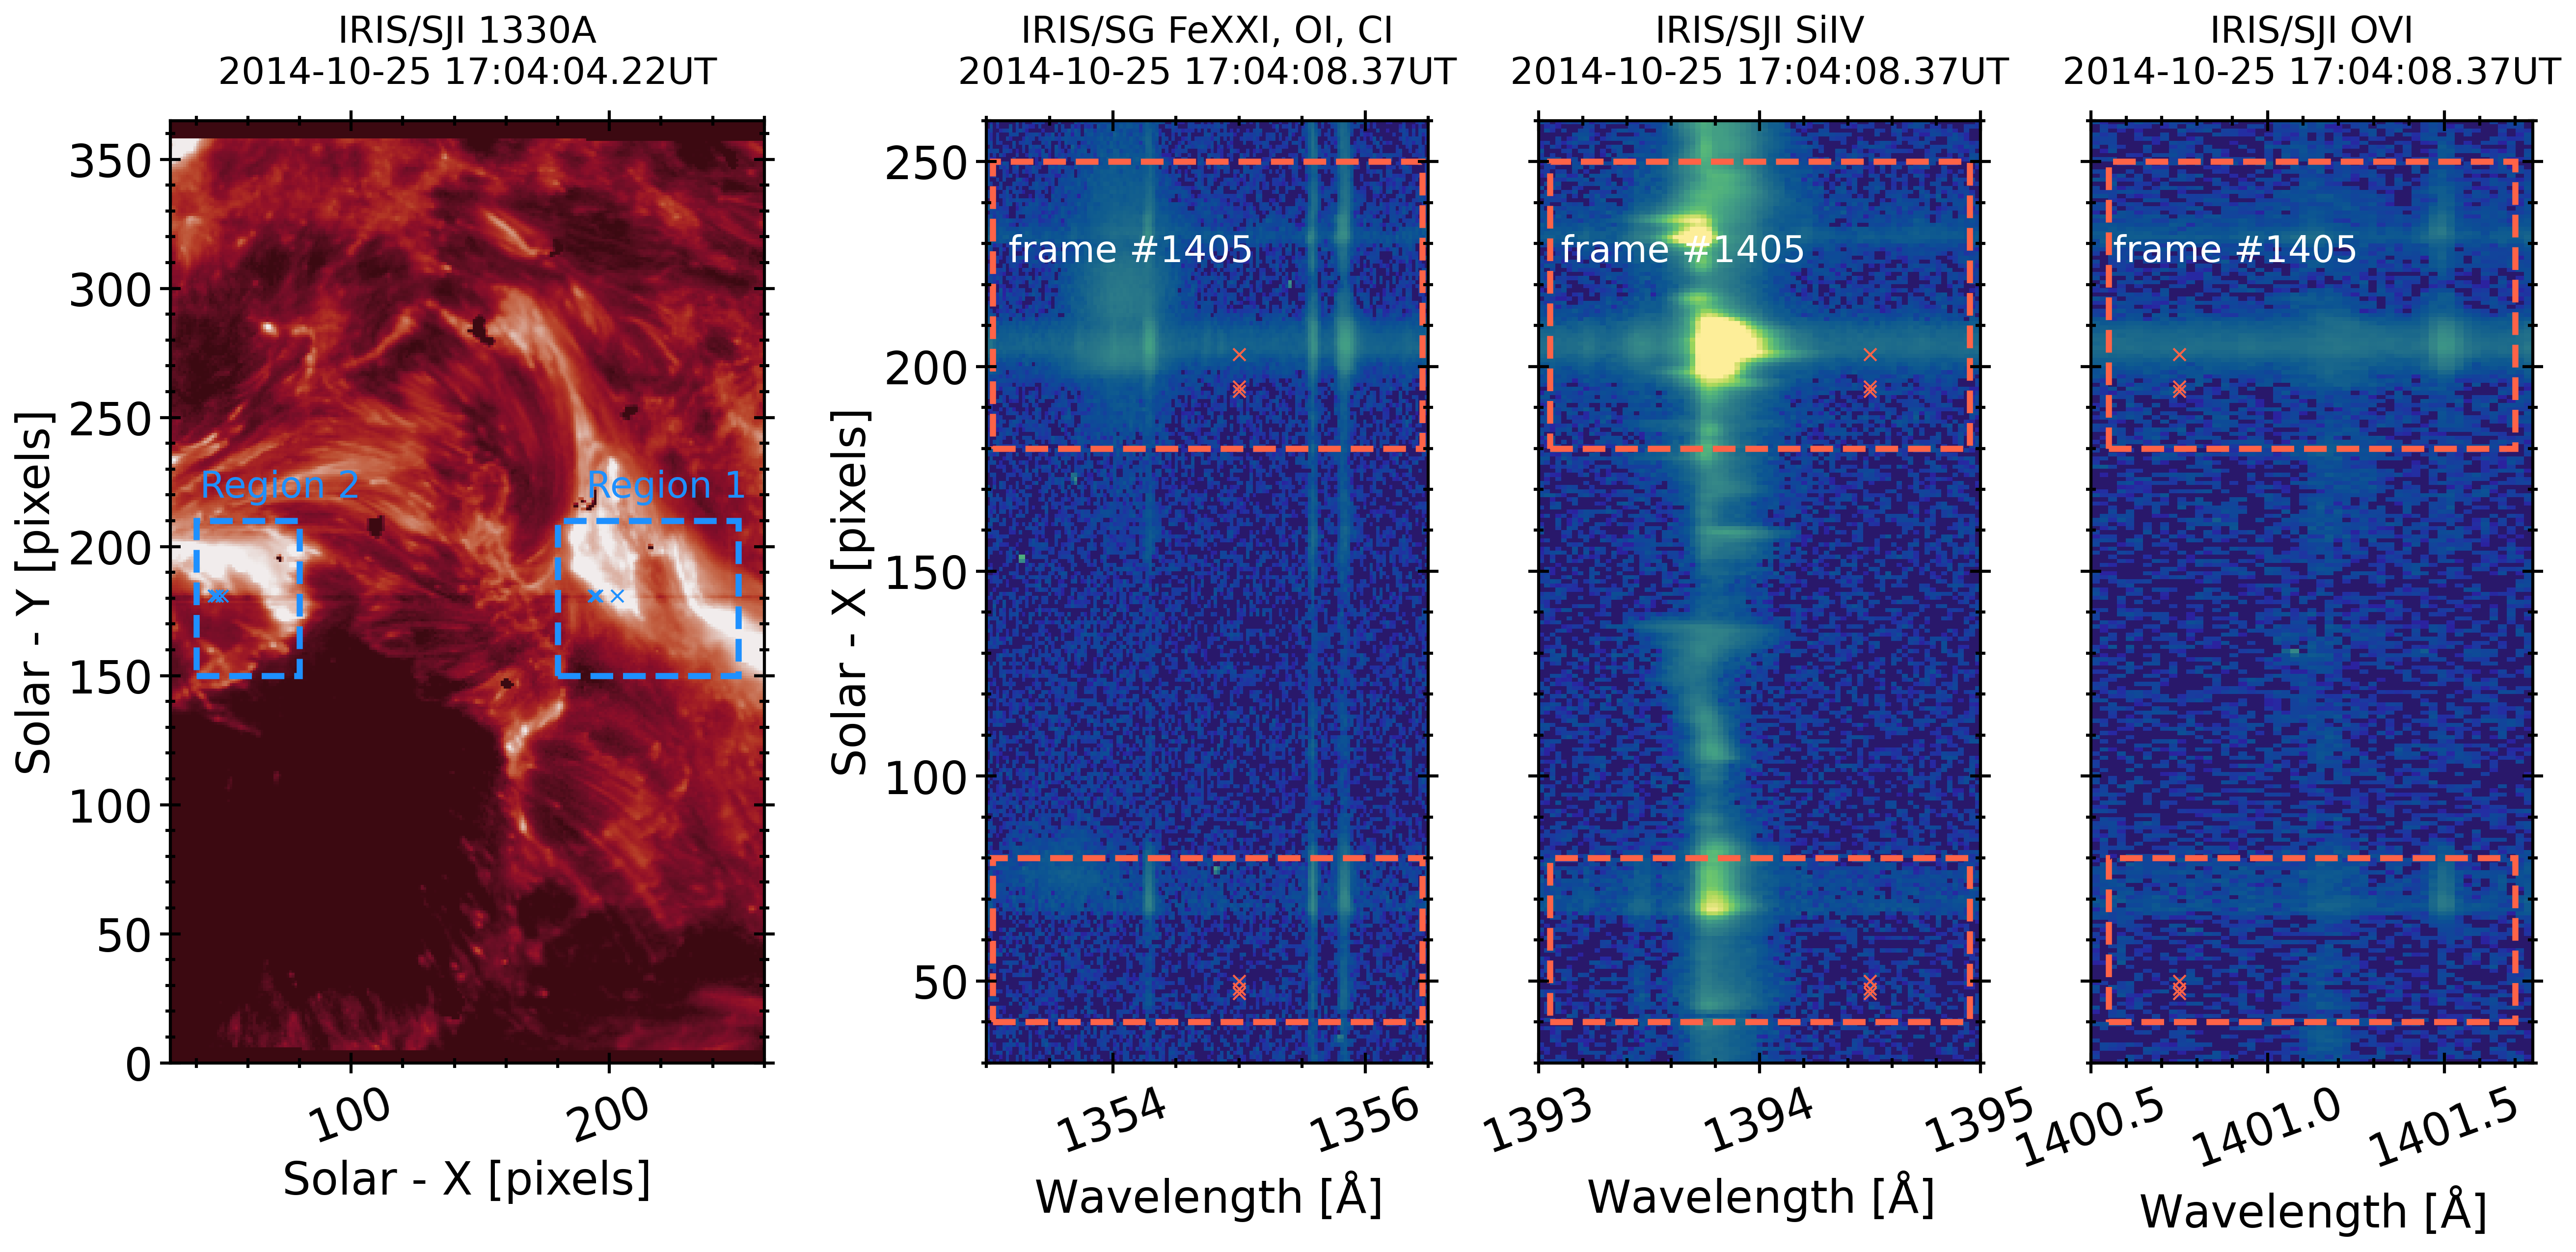 IRIS/SJI 1330A
2014-10-25 17:04:04.22UT
IRIS/SG FeXXI, OI, CI
2014-10-25 17:04:08.37UT
IRIS/SJI SiIV
2014-10-25 17:04:08.37UT
IRIS/SJI OVI
2014-10-25 17:04:08.37UT
Solar - Y [pixels]
350
300
250
200
150
100
50
0
Region 2
Region 1
100
200
Solar - X [pixels]
Solar - X [pixels]
250
200
150
100
50
frame #1405
1354
1356
Wavelength [Å]
frame #1405
1393
1394
1395
Wavelength [Å]
frame #1405
1400.5
1401.0
1401.5
Wavelength [Å]